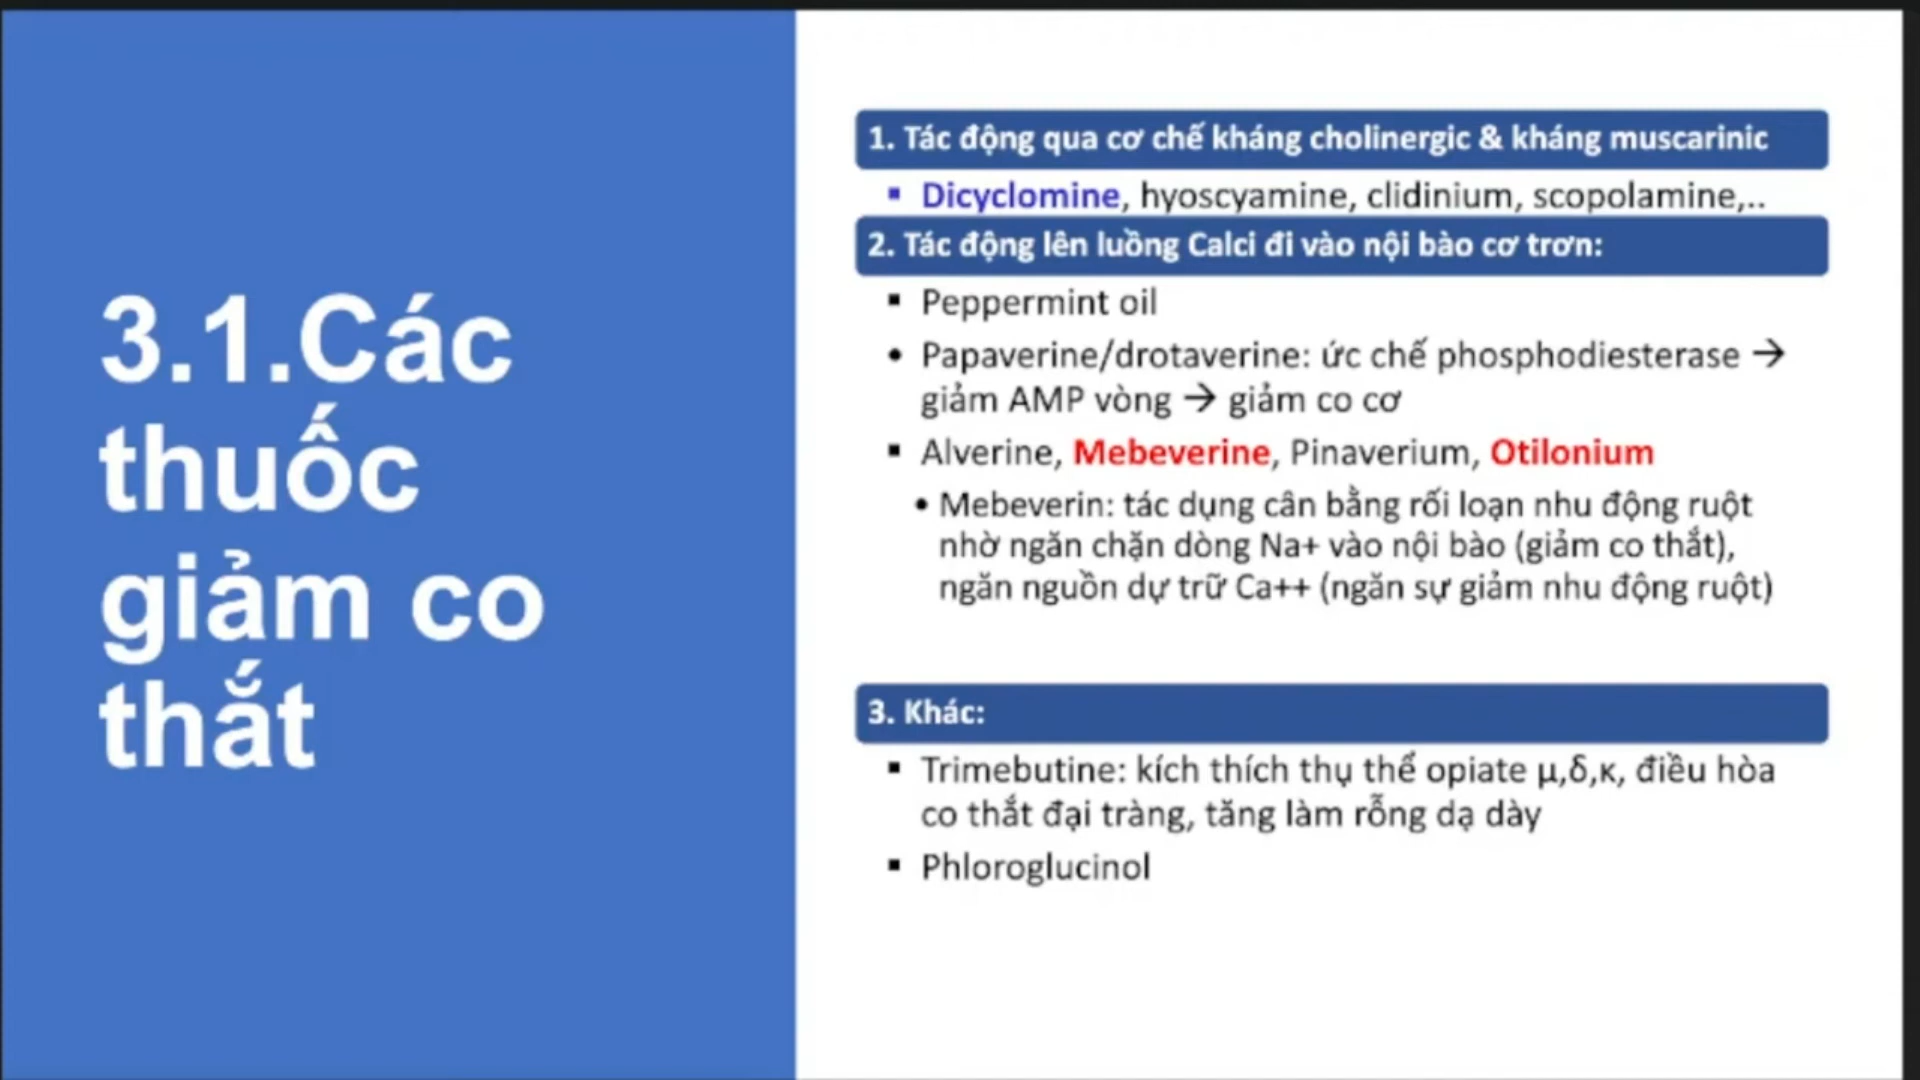 3.1.Các
thuốc
giảm co
thắt
1. Tác động qua cơ chế kháng cholinergic & kháng muscarinic
▪ Dicyclomine, hyoscyamine, clidinium, scopolamine,..
2. Tác động lên luồng Calci đi vào nội bào cơ trơn:
▪ Peppermint oil
• Papaverine/drotaverine: ức chế phosphodiesterase →
giảm AMP vòng → giảm co cơ
▪ Alverine, Mebeverine, Pinaverium, Otilonium
• Mebeverin: tác dụng cân bằng rối loạn nhu động ruột
nhờ ngăn chặn dòng Na+ vào nội bào (giảm co thắt),
ngăn nguồn dự trữ Ca++ (ngăn sự giảm nhu động ruột)
3. Khác:
▪ Trimebutine: kích thích thụ thể opiate μ,δ,κ, điều hòa
co thắt đại tràng, tăng làm rỗng dạ dày
▪ Phloroglucinol